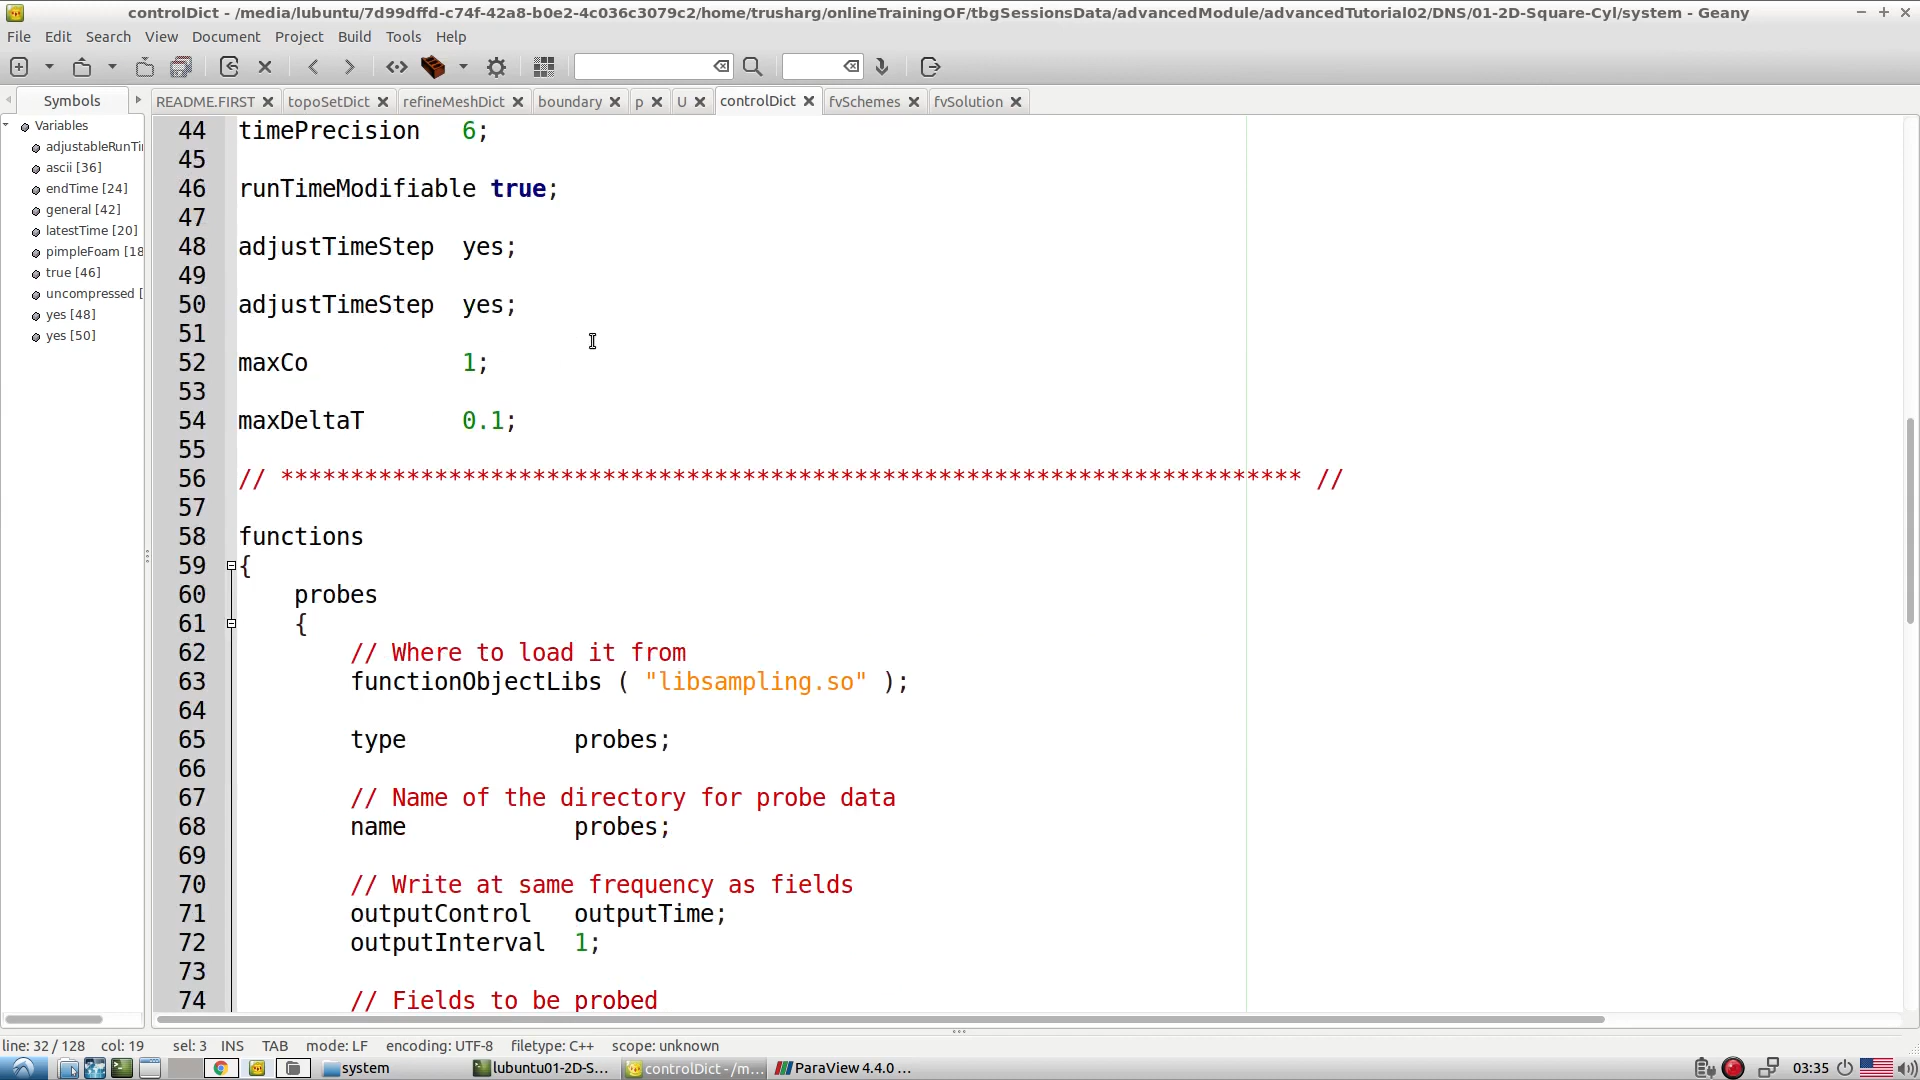 controlDict - /media/lubuntu/7d99dffd-c74f-42a8-b0e2-4c036c3079c2/home/trusharg/onlineTrainingOF/tbgSessionsData/advancedModule/advancedTutorial02/DNS/01-2D-Square-Cyl/system - Geany
File Edit Search View Document Project Build Tools Help
Symbols README.FIRST topoSetDict refineMeshDict boundary p U controlDict fvSchemes fvSolution
Variables
adjustableRunTi
ascii [36]
endTime [24]
general [42]
latestTime [20]
pimpleFoam [18
true [46]
uncompressed [
yes [48]
yes [50]
44 timePrecision 6;
45
46 runTimeModifiable true;
47
48 adjustTimeStep yes;
49
50 adjustTimeStep yes;
51
52 maxCo 1;
53
54 maxDeltaT 0.1;
55
56 // ************************************************************************* //
57
58 functions
59 {
60 probes
61 {
62 // Where to load it from
63 functionObjectLibs ( "libsampling.so" );
64
65 type probes;
66
67 // Name of the directory for probe data
68 name probes;
69
70 // Write at same frequency as fields
71 outputControl outputTime;
72 outputInterval 1;
73
74 // Fields to be probed
line: 32 / 128 col: 19 sel: 3 INS TAB mode: LF encoding: UTF-8 filetype: C++ scope: unknown
system lubuntu01-2D-S... controlDict - /m... ParaView 4.4.0 ... 03:35